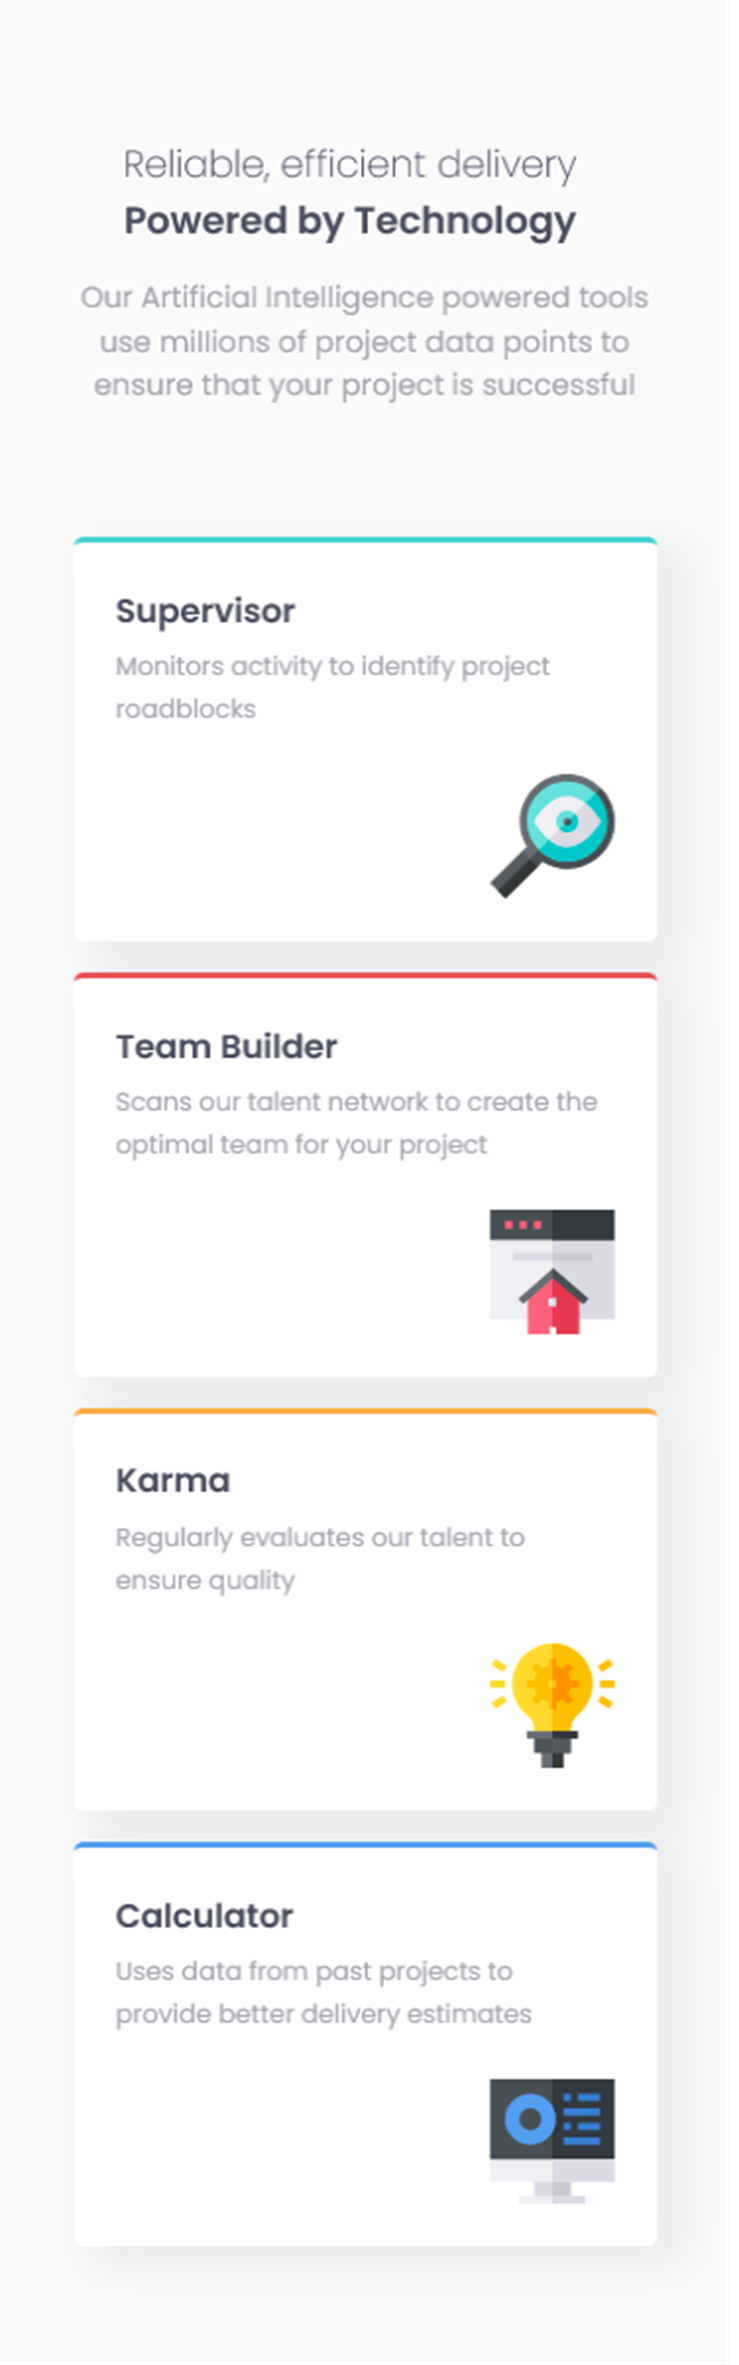 Reliable, efficient delivery
Powered by Technology
Our Artificial Intelligence powered tools
use millions of project data points to
ensure that your project is successful
Supervisor
Monitors activity to identify project
roadblocks
Team Builder
Scans our talent network to create the
optimal team for your project
Karma
Regularly evaluates our talent to
ensure quality
Calculator
Uses data from past projects to
provide better delivery estimates